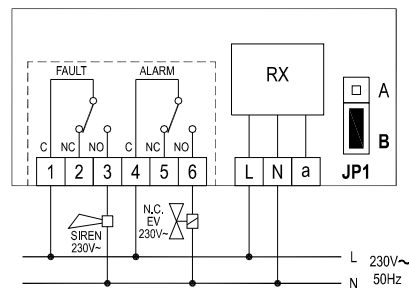 FAULT ALARM
RX
A
B
C NC NO C NC NO
1 2 3 4 5 6 L N a JP1
SIREN
230V~
N.C.
EV
230V~
L 230V~
N 50Hz